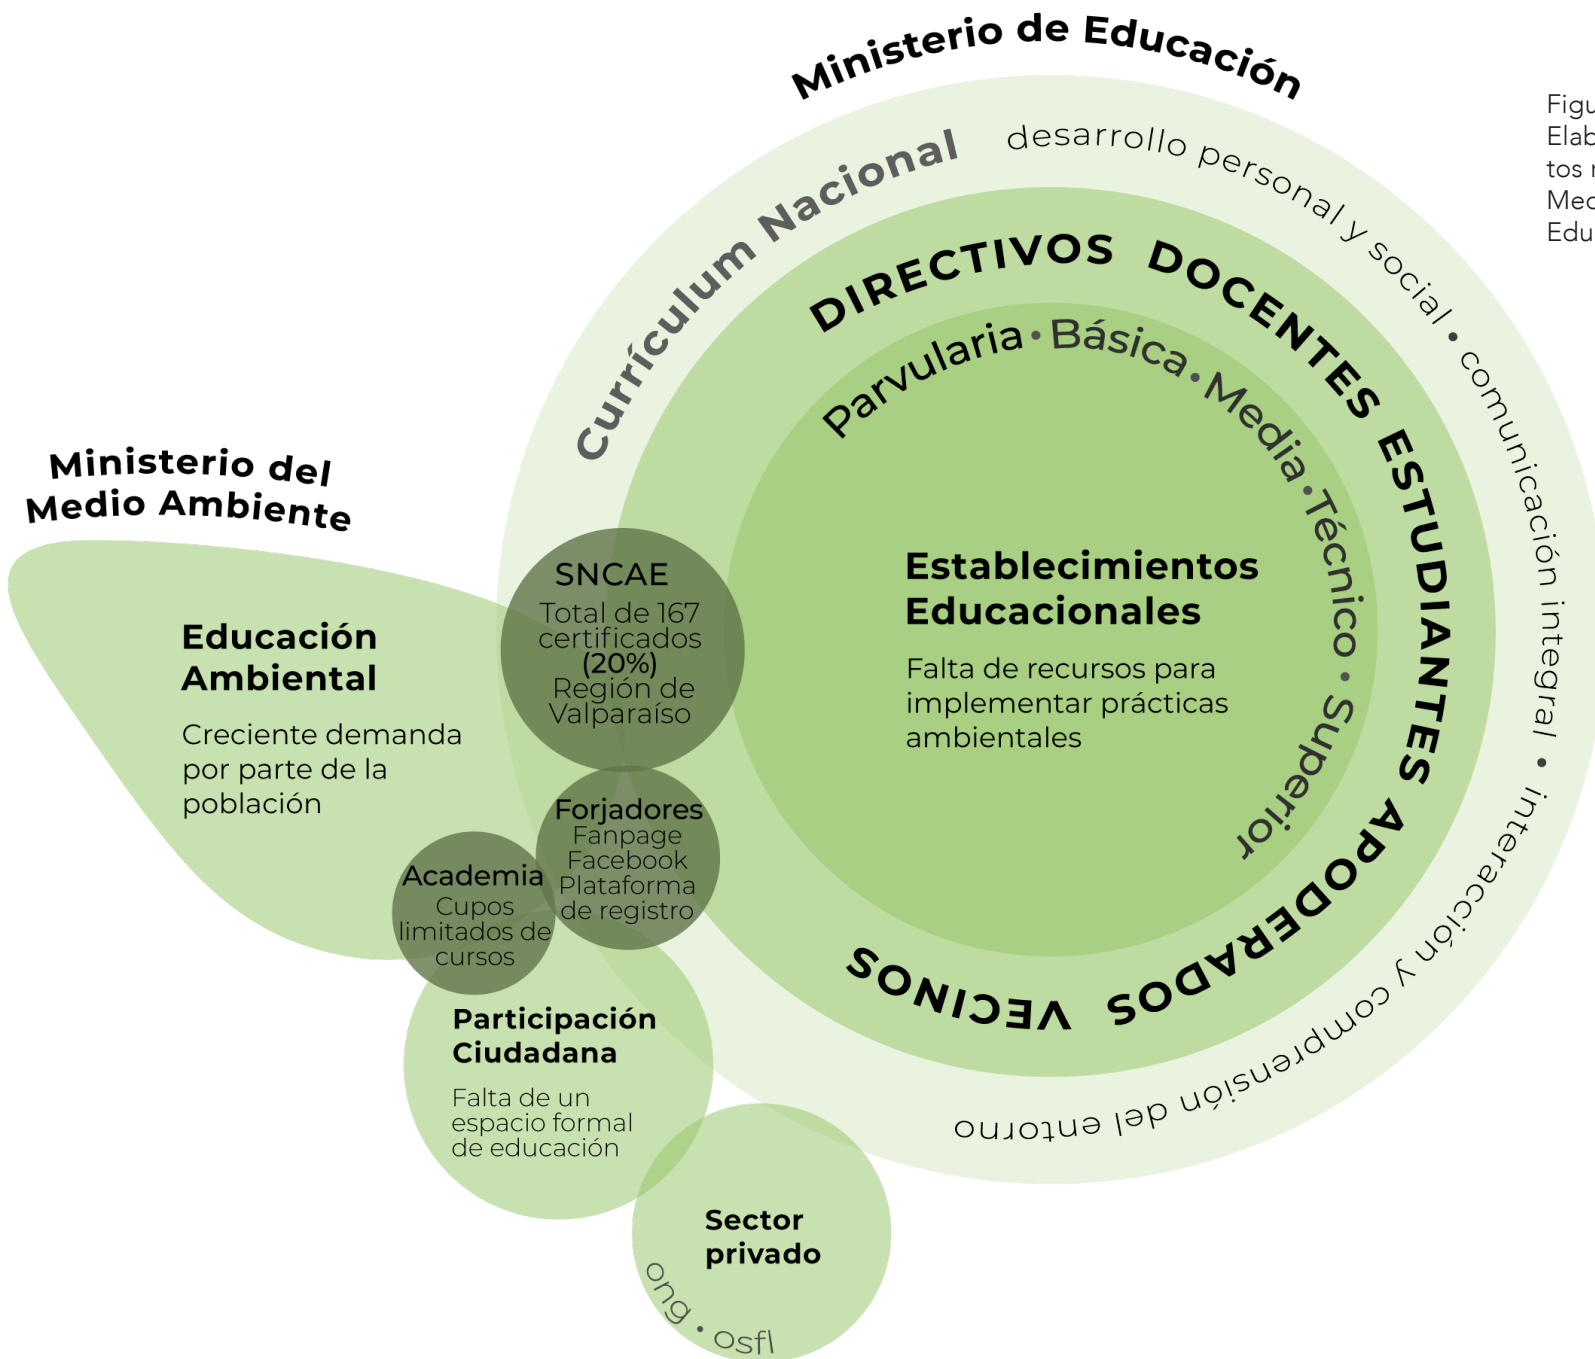 Ministerio de Educación
Currículum Nacional
desarrollo personal y social • comunicación integral • interacción y comprensión del entorno
DIRECTIVOS DOCENTES ESTUDIANTES APODERADOS VECINOS
Parvularia • Básica • Media • Técnico • Superior
Establecimientos
Educacionales
Falta de recursos para
implementar prácticas
ambientales
Ministerio del
Medio Ambiente
Educación
Ambiental
Creciente demanda
por parte de la
población
SNCAE
Total de 167
certificados
(20%)
Región de
Valparaíso
Forjadores
Fanpage
Facebook
Plataforma
de registro
Academia
Cupos
limitados de
cursos
Participación
Ciudadana
Falta de un
espacio formal
de educación
Sector
privado
ong • osfl
Figu
Elab
tos
Edu